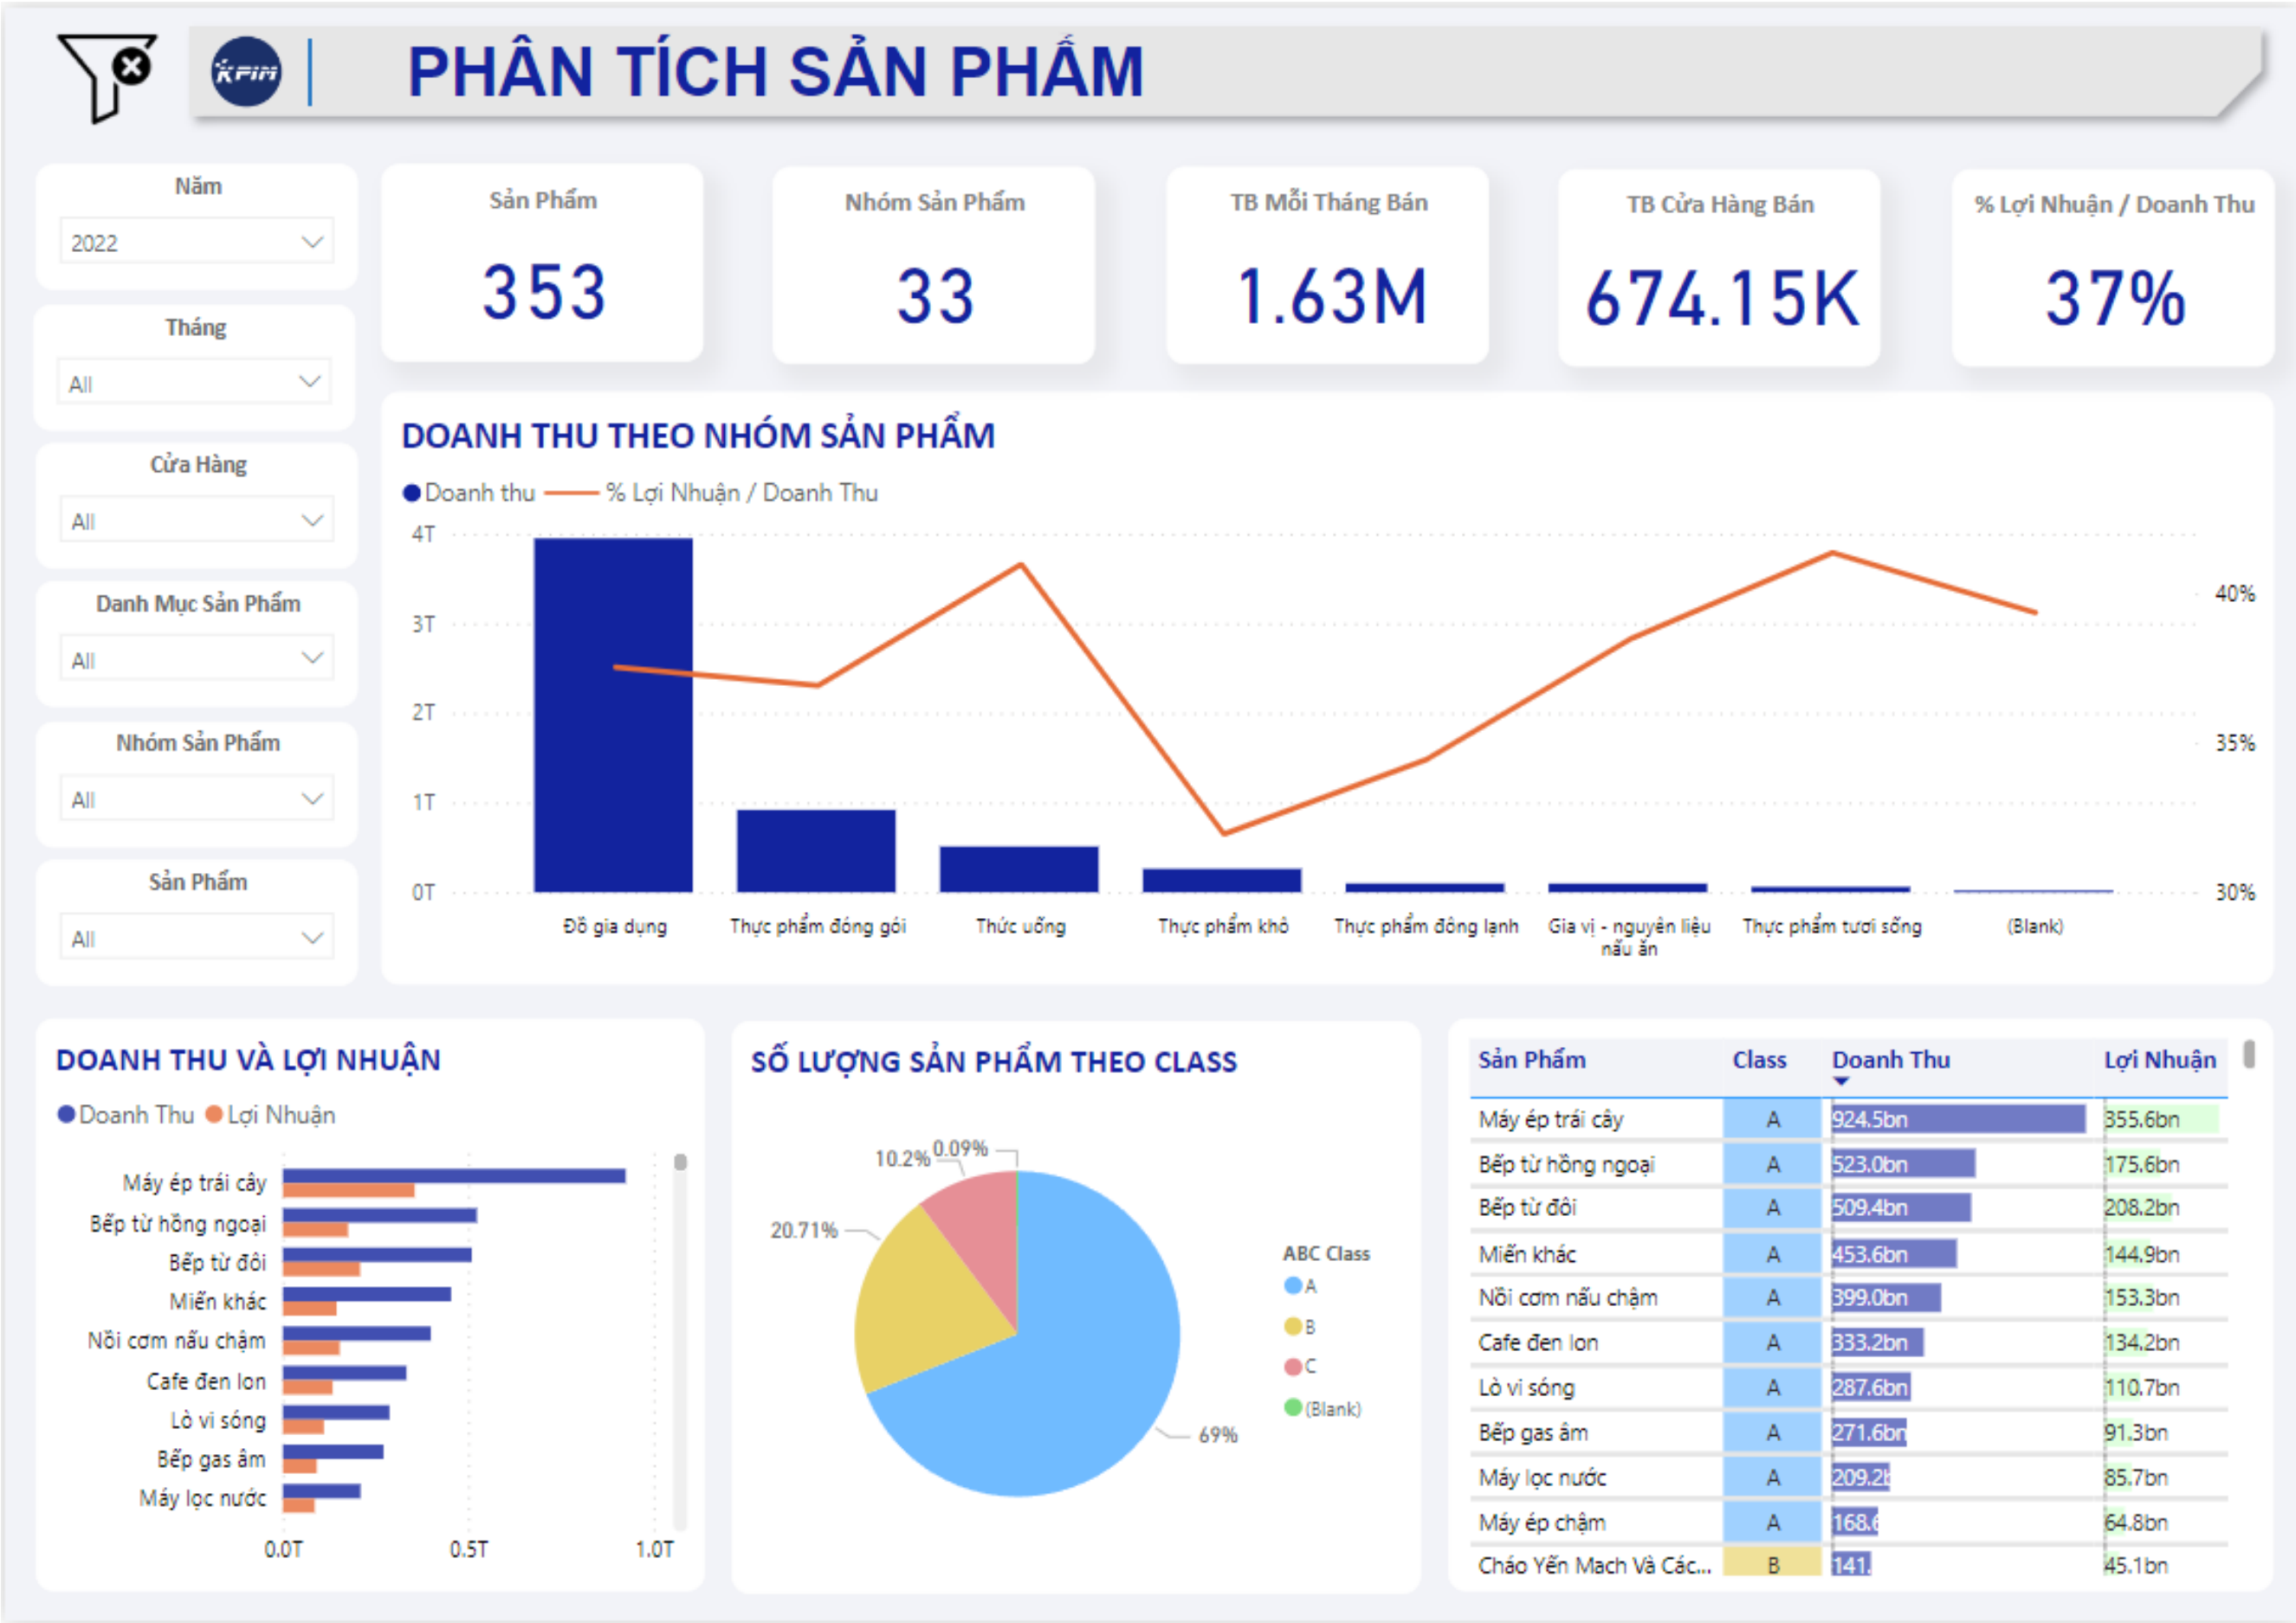 KPIM
PHÂN TÍCH SẢN PHẨM
Năm
2022
Tháng
All
Cửa Hàng
All
Danh Mục Sản Phẩm
All
Nhóm Sản Phẩm
All
Sản Phẩm
All
Sản Phẩm
353
Nhóm Sản Phẩm
33
TB Mỗi Tháng Bán
1.63M
TB Cửa Hàng Bán
674.15K
% Lợi Nhuận / Doanh Thu
37%
DOANH THU THEO NHÓM SẢN PHẨM
Doanh thu % Lợi Nhuận / Doanh Thu
4T
3T
2T
1T
0T
40%
35%
30%
Đồ gia dụng
Thực phẩm đóng gói
Thức uống
Thực phẩm khô
Thực phẩm đông lạnh
Gia vị - nguyên liệu
nấu ăn
Thực phẩm tươi sống
(Blank)
DOANH THU VÀ LỢI NHUẬN
Doanh Thu Lợi Nhuận
Máy ép trái cây
Bếp từ hồng ngoại
Bếp từ đôi
Miến khác
Nồi cơm nấu chậm
Cafe đen lon
Lò vi sóng
Bếp gas âm
Máy lọc nước
0.0T 0.5T 1.0T
SỐ LƯỢNG SẢN PHẨM THEO CLASS
0.09%
10.2%
20.71%
69%
ABC Class
A
B
C
(Blank)
Sản Phẩm Class Doanh Thu Lợi Nhuận
Máy ép trái cây A 924.5bn 355.6bn
Bếp từ hồng ngoại A 523.0bn 175.6bn
Bếp từ đôi A 509.4bn 208.2bn
Miến khác A 453.6bn 144.9bn
Nồi cơm nấu chậm A 399.0bn 153.3bn
Cafe đen lon A 333.2bn 134.2bn
Lò vi sóng A 287.6bn 110.7bn
Bếp gas âm A 271.6bn 91.3bn
Máy lọc nước A 209.2b 85.7bn
Máy ép chậm A 168.6 64.8bn
Cháo Yến Mạch Và Các... B 141. 45.1bn